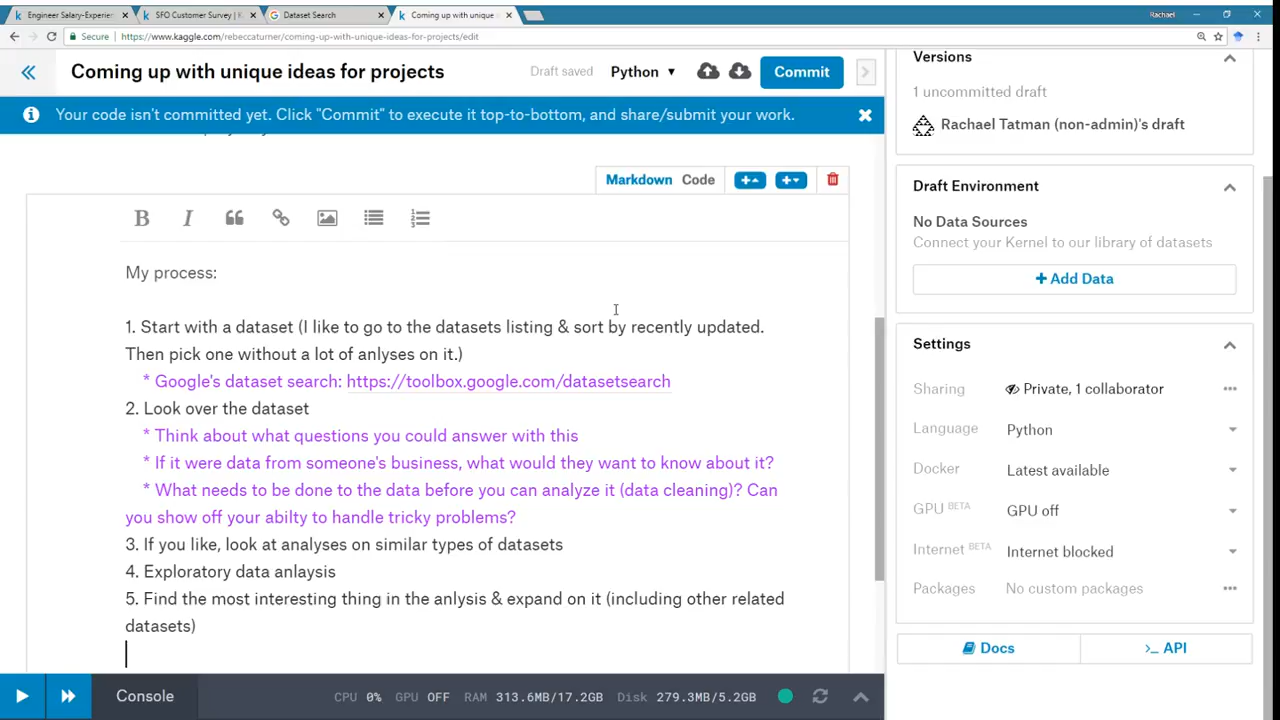 Engineer Salary-Experien
SFO Customer Survey | K
Dataset Search
Coming up with unique
Rachael
Secure
https://www.kaggle.com/rebeccaturner/coming-up-with-unique-ideas-for-projects/edit
Coming up with unique ideas for projects
Draft saved
Python
Commit
Your code isn't committed yet. Click "Commit" to execute it top-to-bottom, and share/submit your work.
Markdown Code
B I
My process:
1. Start with a dataset (I like to go to the datasets listing & sort by recently updated.
Then pick one without a lot of anlyses on it.)
* Google's dataset search: https://toolbox.google.com/datasetsearch
2. Look over the dataset
* Think about what questions you could answer with this
* If it were data from someone's business, what would they want to know about it?
* What needs to be done to the data before you can analyze it (data cleaning)? Can
you show off your abilty to handle tricky problems?
3. If you like, look at analyses on similar types of datasets
4. Exploratory data anlaysis
5. Find the most interesting thing in the anlysis & expand on it (including other related
datasets)
Console
CPU 0% GPU OFF RAM 313.6MB/17.2GB Disk 279.3MB/5.2GB
Versions
1 uncommitted draft
Rachael Tatman (non-admin)'s draft
Draft Environment
No Data Sources
Connect your Kernel to our library of datasets
+ Add Data
Settings
Sharing Private, 1 collaborator
Language Python
Docker Latest available
GPU BETA GPU off
Internet BETA Internet blocked
Packages No custom packages
Docs
>_ API